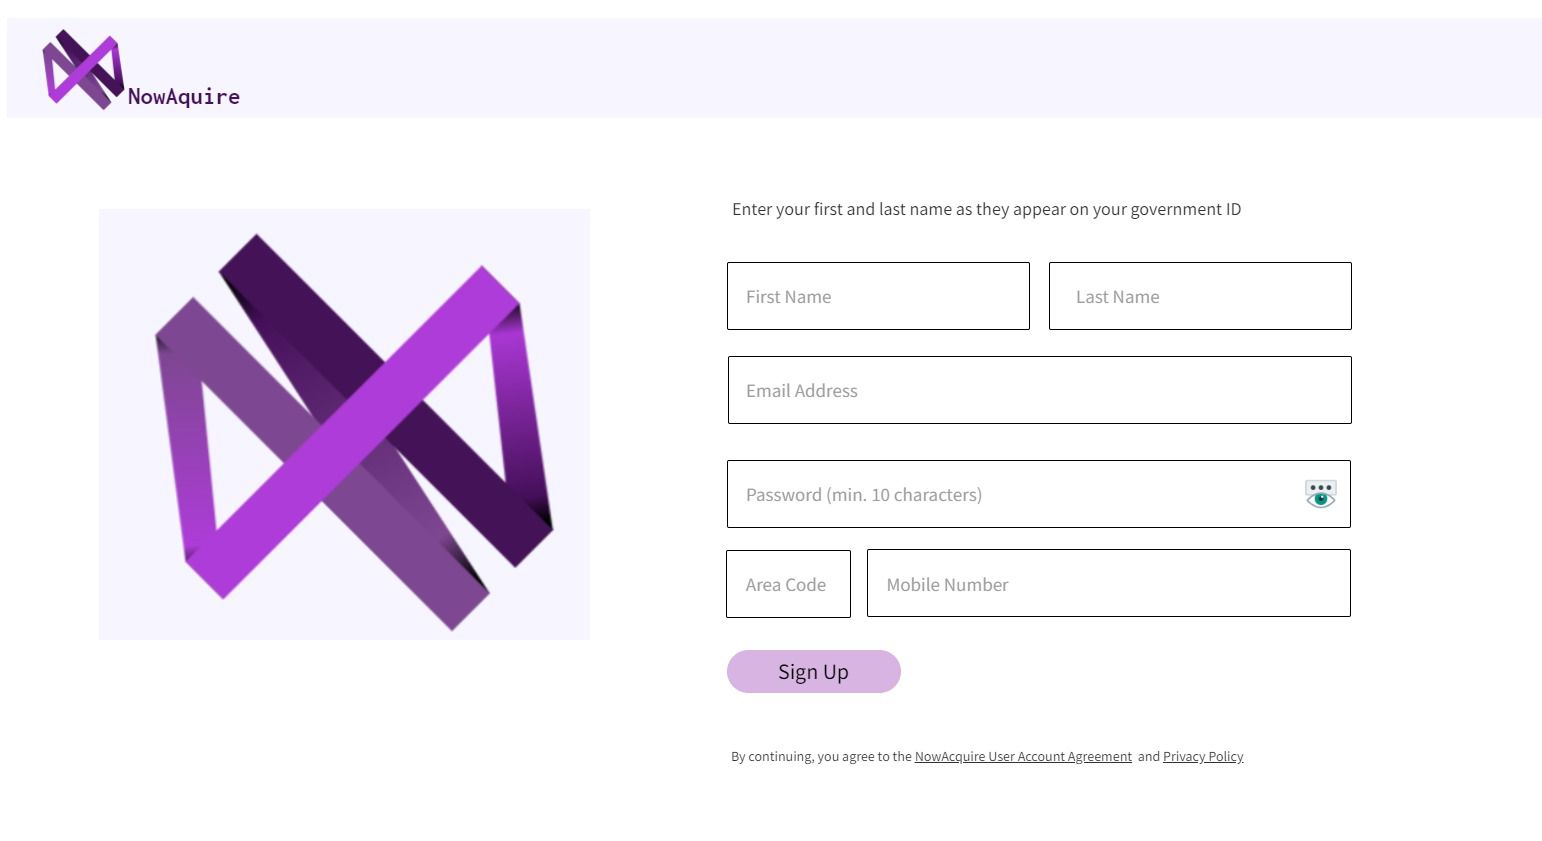 NowAquire
Enter your first and last name as they appear on your government ID
First Name
Last Name
Email Address
Password (min. 10 characters)
Area Code
Mobile Number
Sign Up
By continuing, you agree to the NowAcquire User Account Agreement and Privacy Policy